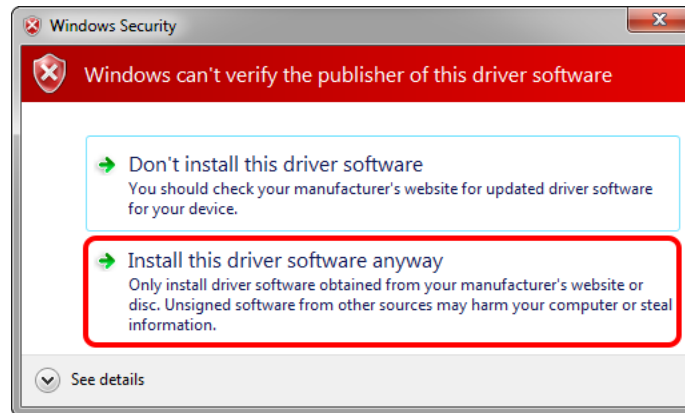 Windows Security
Windows can't verify the publisher of this driver software
Don't install this driver software
You should check your manufacturer's website for updated driver software
for your device.
Install this driver software anyway
Only install driver software obtained from your manufacturer's website or
disc. Unsigned software from other sources may harm your computer or steal
information.
See details